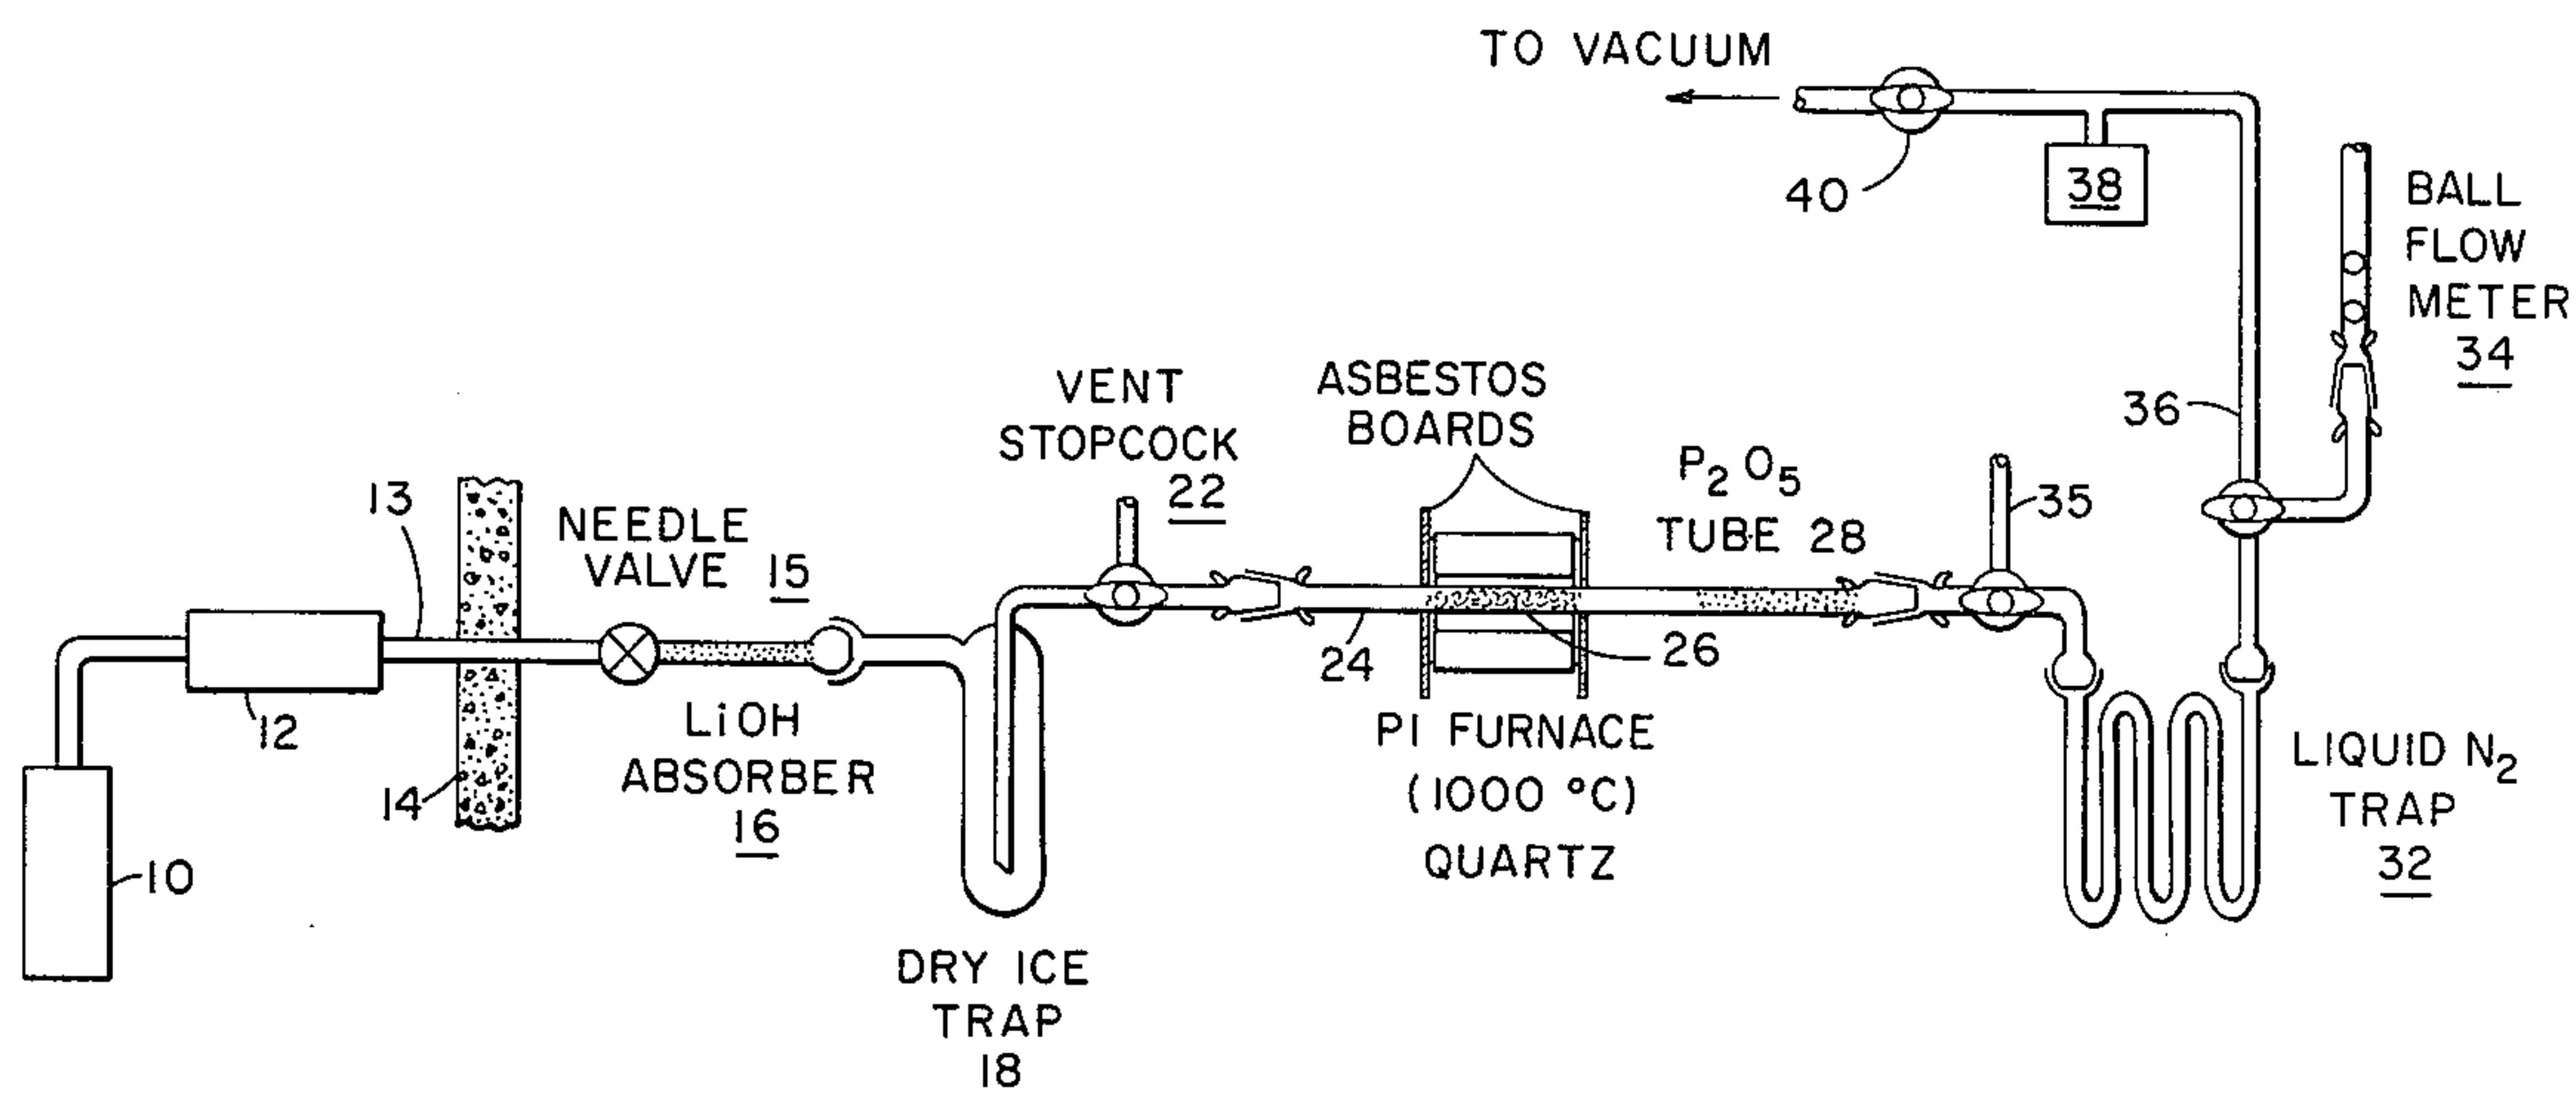 TO VACUUM
40
38
BALL
FLOW
METER
34
36
VENT
STOPCOCK
22
ASBESTOS
BOARDS
P2 O5
TUBE 28
35
13
NEEDLE
VALVE 15
24
26
12
14
10
LiOH
ABSORBER
16
PI FURNACE
(1000 °C)
QUARTZ
LIQUID N2
TRAP
32
DRY ICE
TRAP
18